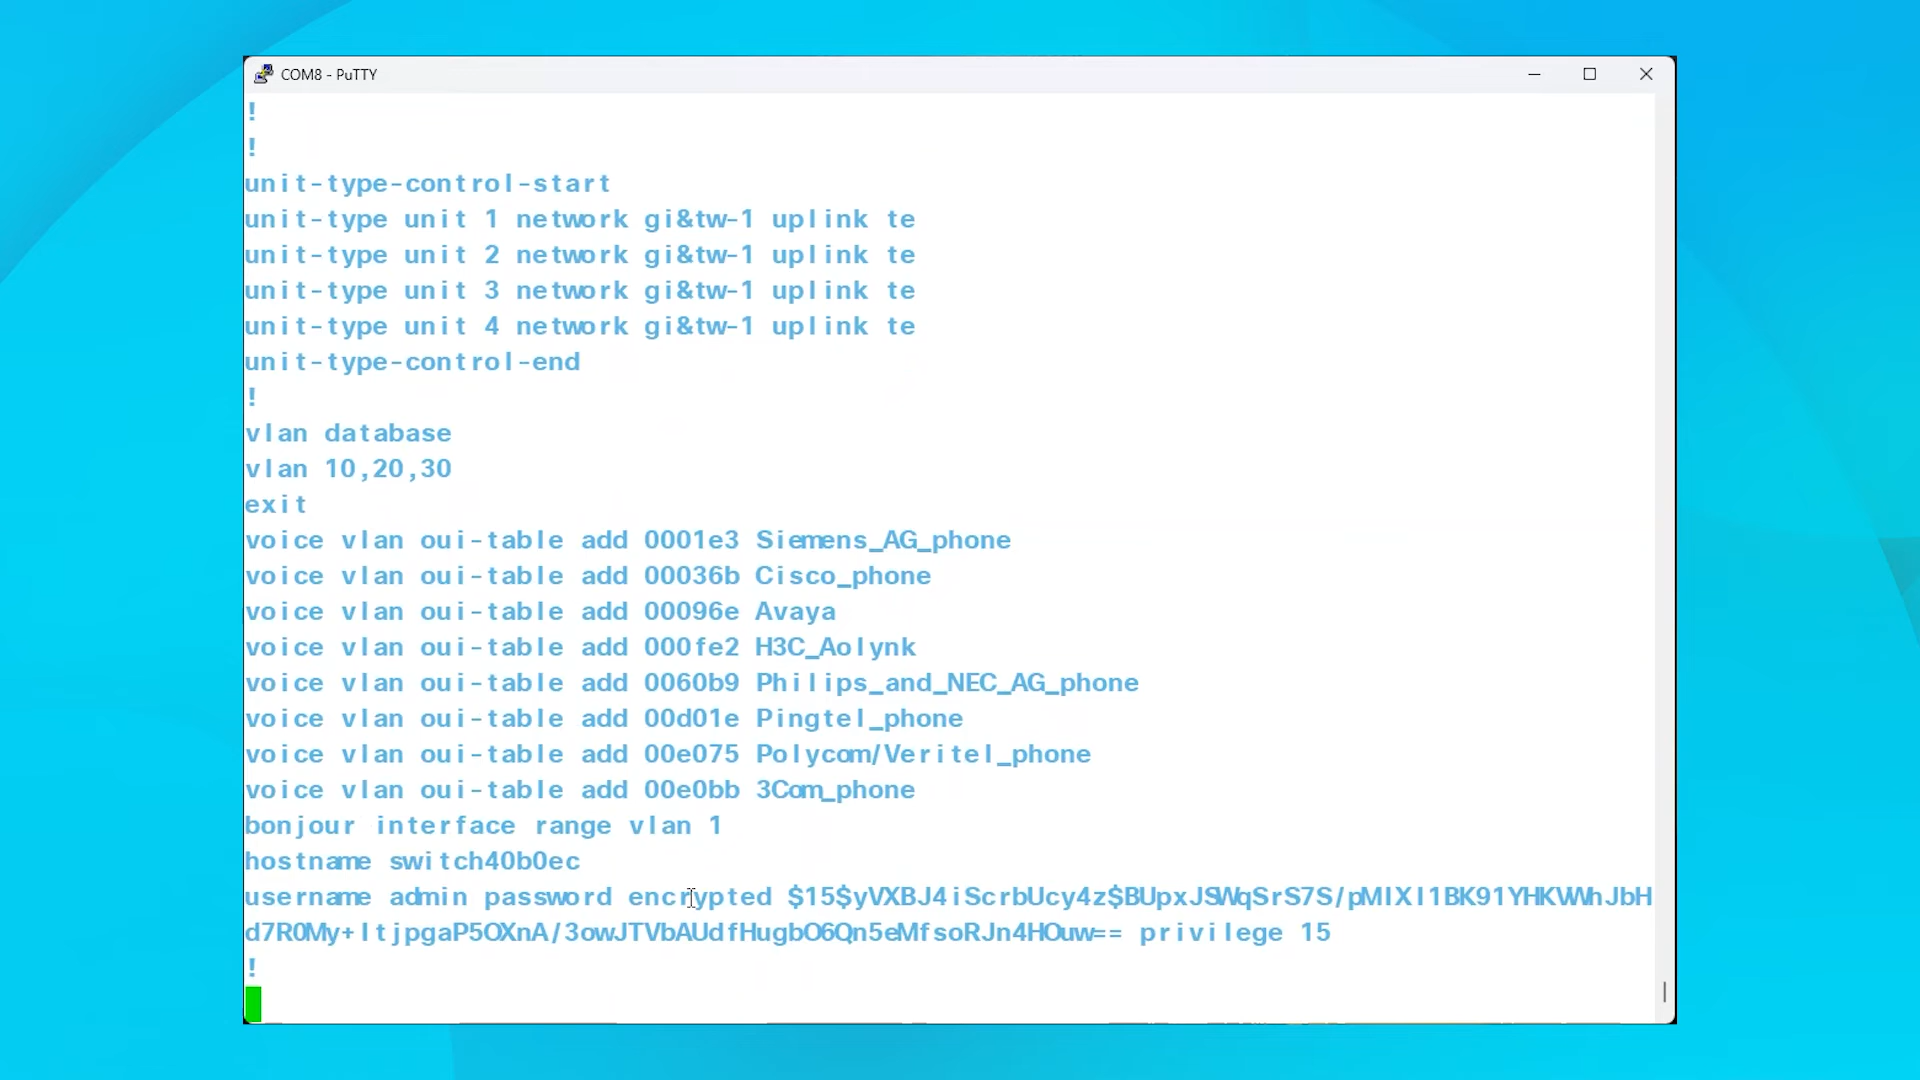 COM8 - PuTTY
!
!
unit-type-control-start
unit-type unit 1 network gi&tw-1 uplink te
unit-type unit 2 network gi&tw-1 uplink te
unit-type unit 3 network gi&tw-1 uplink te
unit-type unit 4 network gi&tw-1 uplink te
unit-type-control-end
!
vlan database
vlan 10,20,30
exit
voice vlan oui-table add 0001e3 Siemens_AG_phone
voice vlan oui-table add 00036b Cisco_phone
voice vlan oui-table add 00096e Avaya
voice vlan oui-table add 000fe2 H3C_Aolynk
voice vlan oui-table add 0060b9 Philips_and_NEC_AG_phone
voice vlan oui-table add 00d01e Pingtel_phone
voice vlan oui-table add 00e075 Polycom/Veritel_phone
voice vlan oui-table add 00e0bb 3Com_phone
bonjour interface range vlan 1
hostname switch40b0ec
username admin password encrypted $15$yVXBJ4iScrbUcy4z$BUpxJSWqSrS7S/pMIXI1BK91YHKWWhJbH
d7R0My+ItjpgaP5OXnA/3owJTVbAUdfHugbO6Qn5eMfsoRJn4HOuw== privilege 15
!